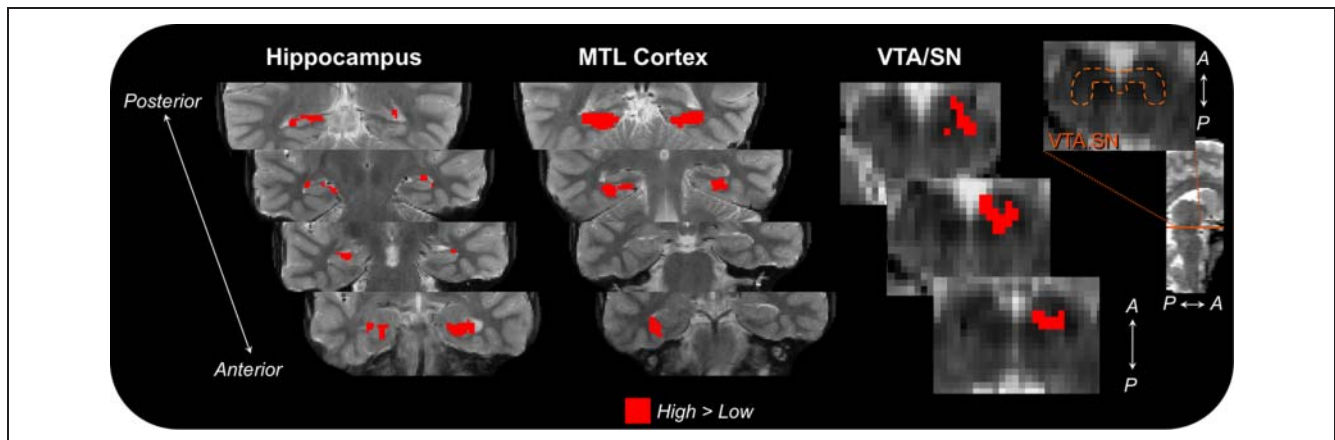 Hippocampus
MTL Cortex
VTA/SN
Posterior
Anterior
A
P
VTA.SN
P
A
A
P
High > Low